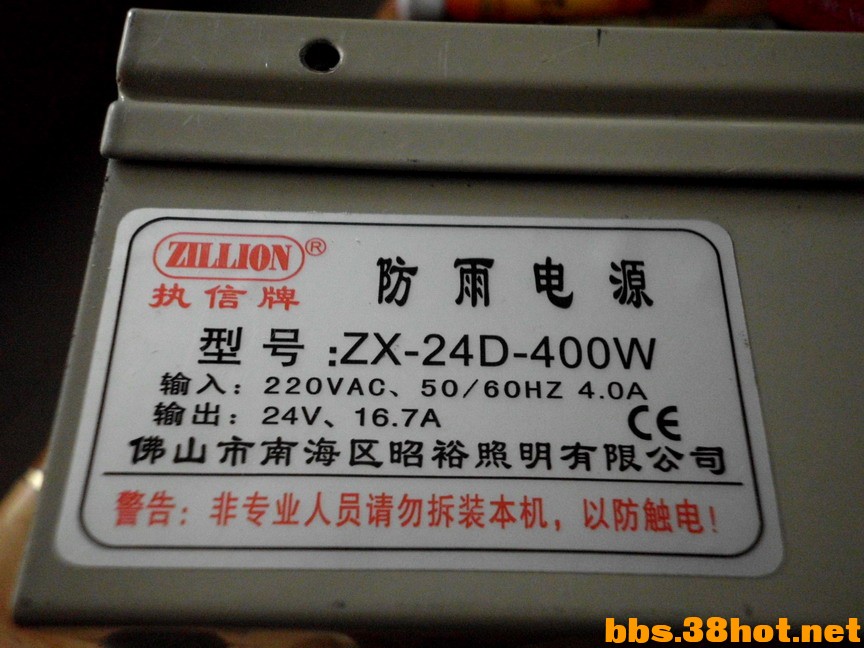 ZILLION®
执信牌
防雨电源
型号:ZX-24D-400W
输入：220VAC、50/60HZ 4.0A
输出：24V、16.7A
CE
佛山市南海区昭裕照明有限公司
警告：非专业人员请勿拆装本机，以防触电！
bbs.38hot.net